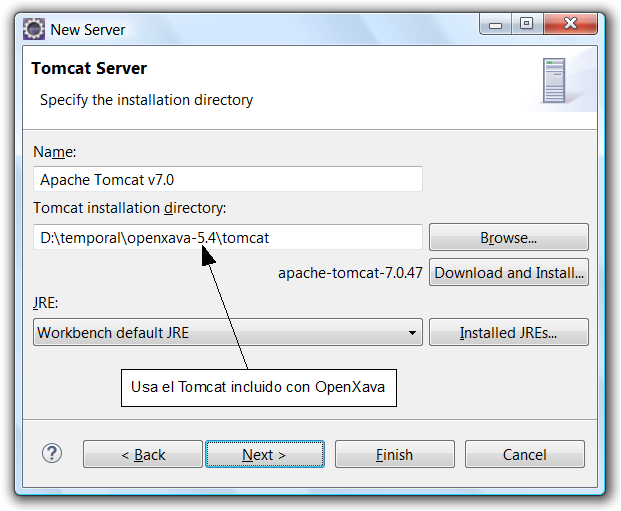 New Server
Tomcat Server
Specify the installation directory
Name:
Apache Tomcat v7.0
Tomcat installation directory:
D:\temporal\openxava-5.4\tomcat
Browse...
apache-tomcat-7.0.47
Download and Install...
JRE:
Workbench default JRE
Installed JREs...
Usa el Tomcat incluido con OpenXava
?
< Back
Next >
Finish
Cancel